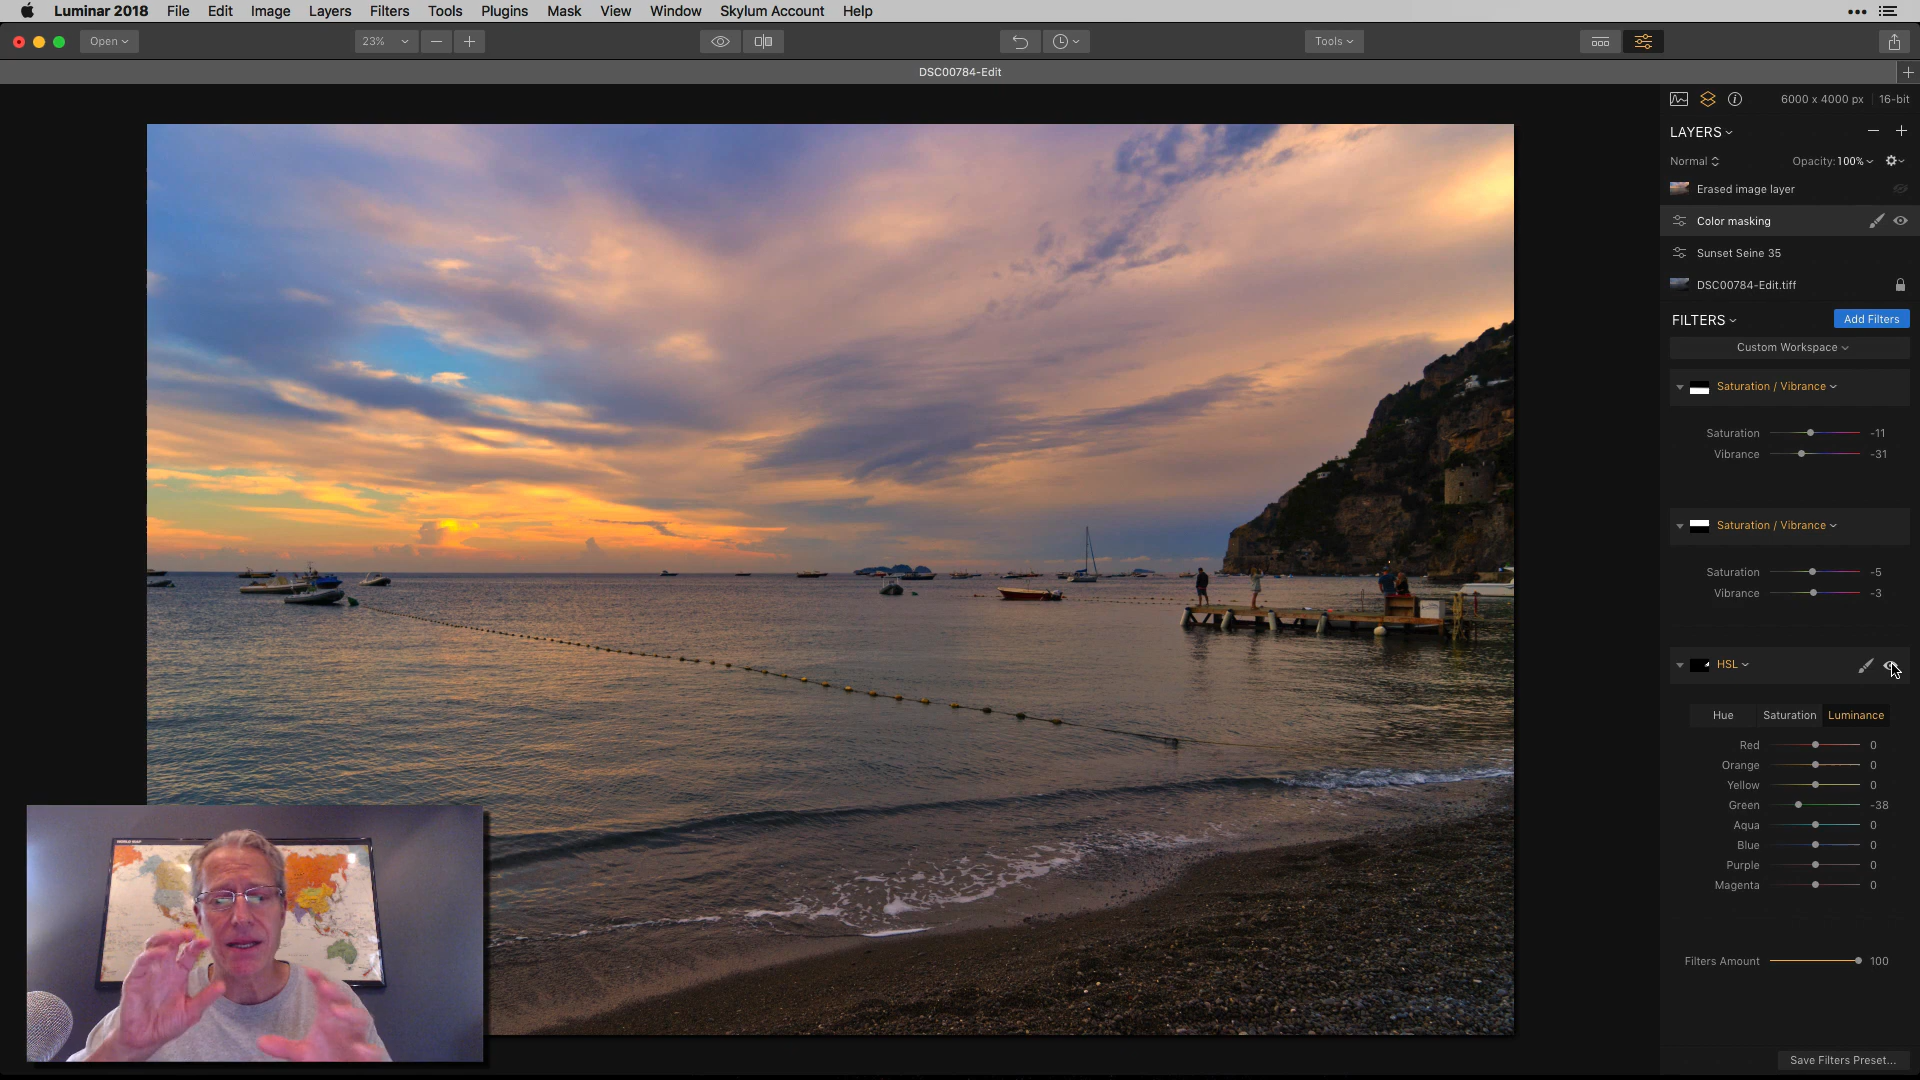 Luminar 2018 File Edit Image Layers Filters Tools Plugins Mask View Window Skylum Account Help
Open 23% Tools
DSC00784-Edit
6000 x 4000 px 16-bit
LAYERS
Normal Opacity: 100%
Erased image layer
Color masking
Sunset Seine 35
DSC00784-Edit.tiff
FILTERS Add Filters
Custom Workspace
Saturation / Vibrance
Saturation -11
Vibrance -31
Saturation / Vibrance
Saturation -5
Vibrance -3
HSL
Hue Saturation Luminance
Red 0
Orange 0
Yellow 0
Green -38
Aqua 0
Blue 0
Purple 0
Magenta 0
Filters Amount 100
Save Filters Preset...